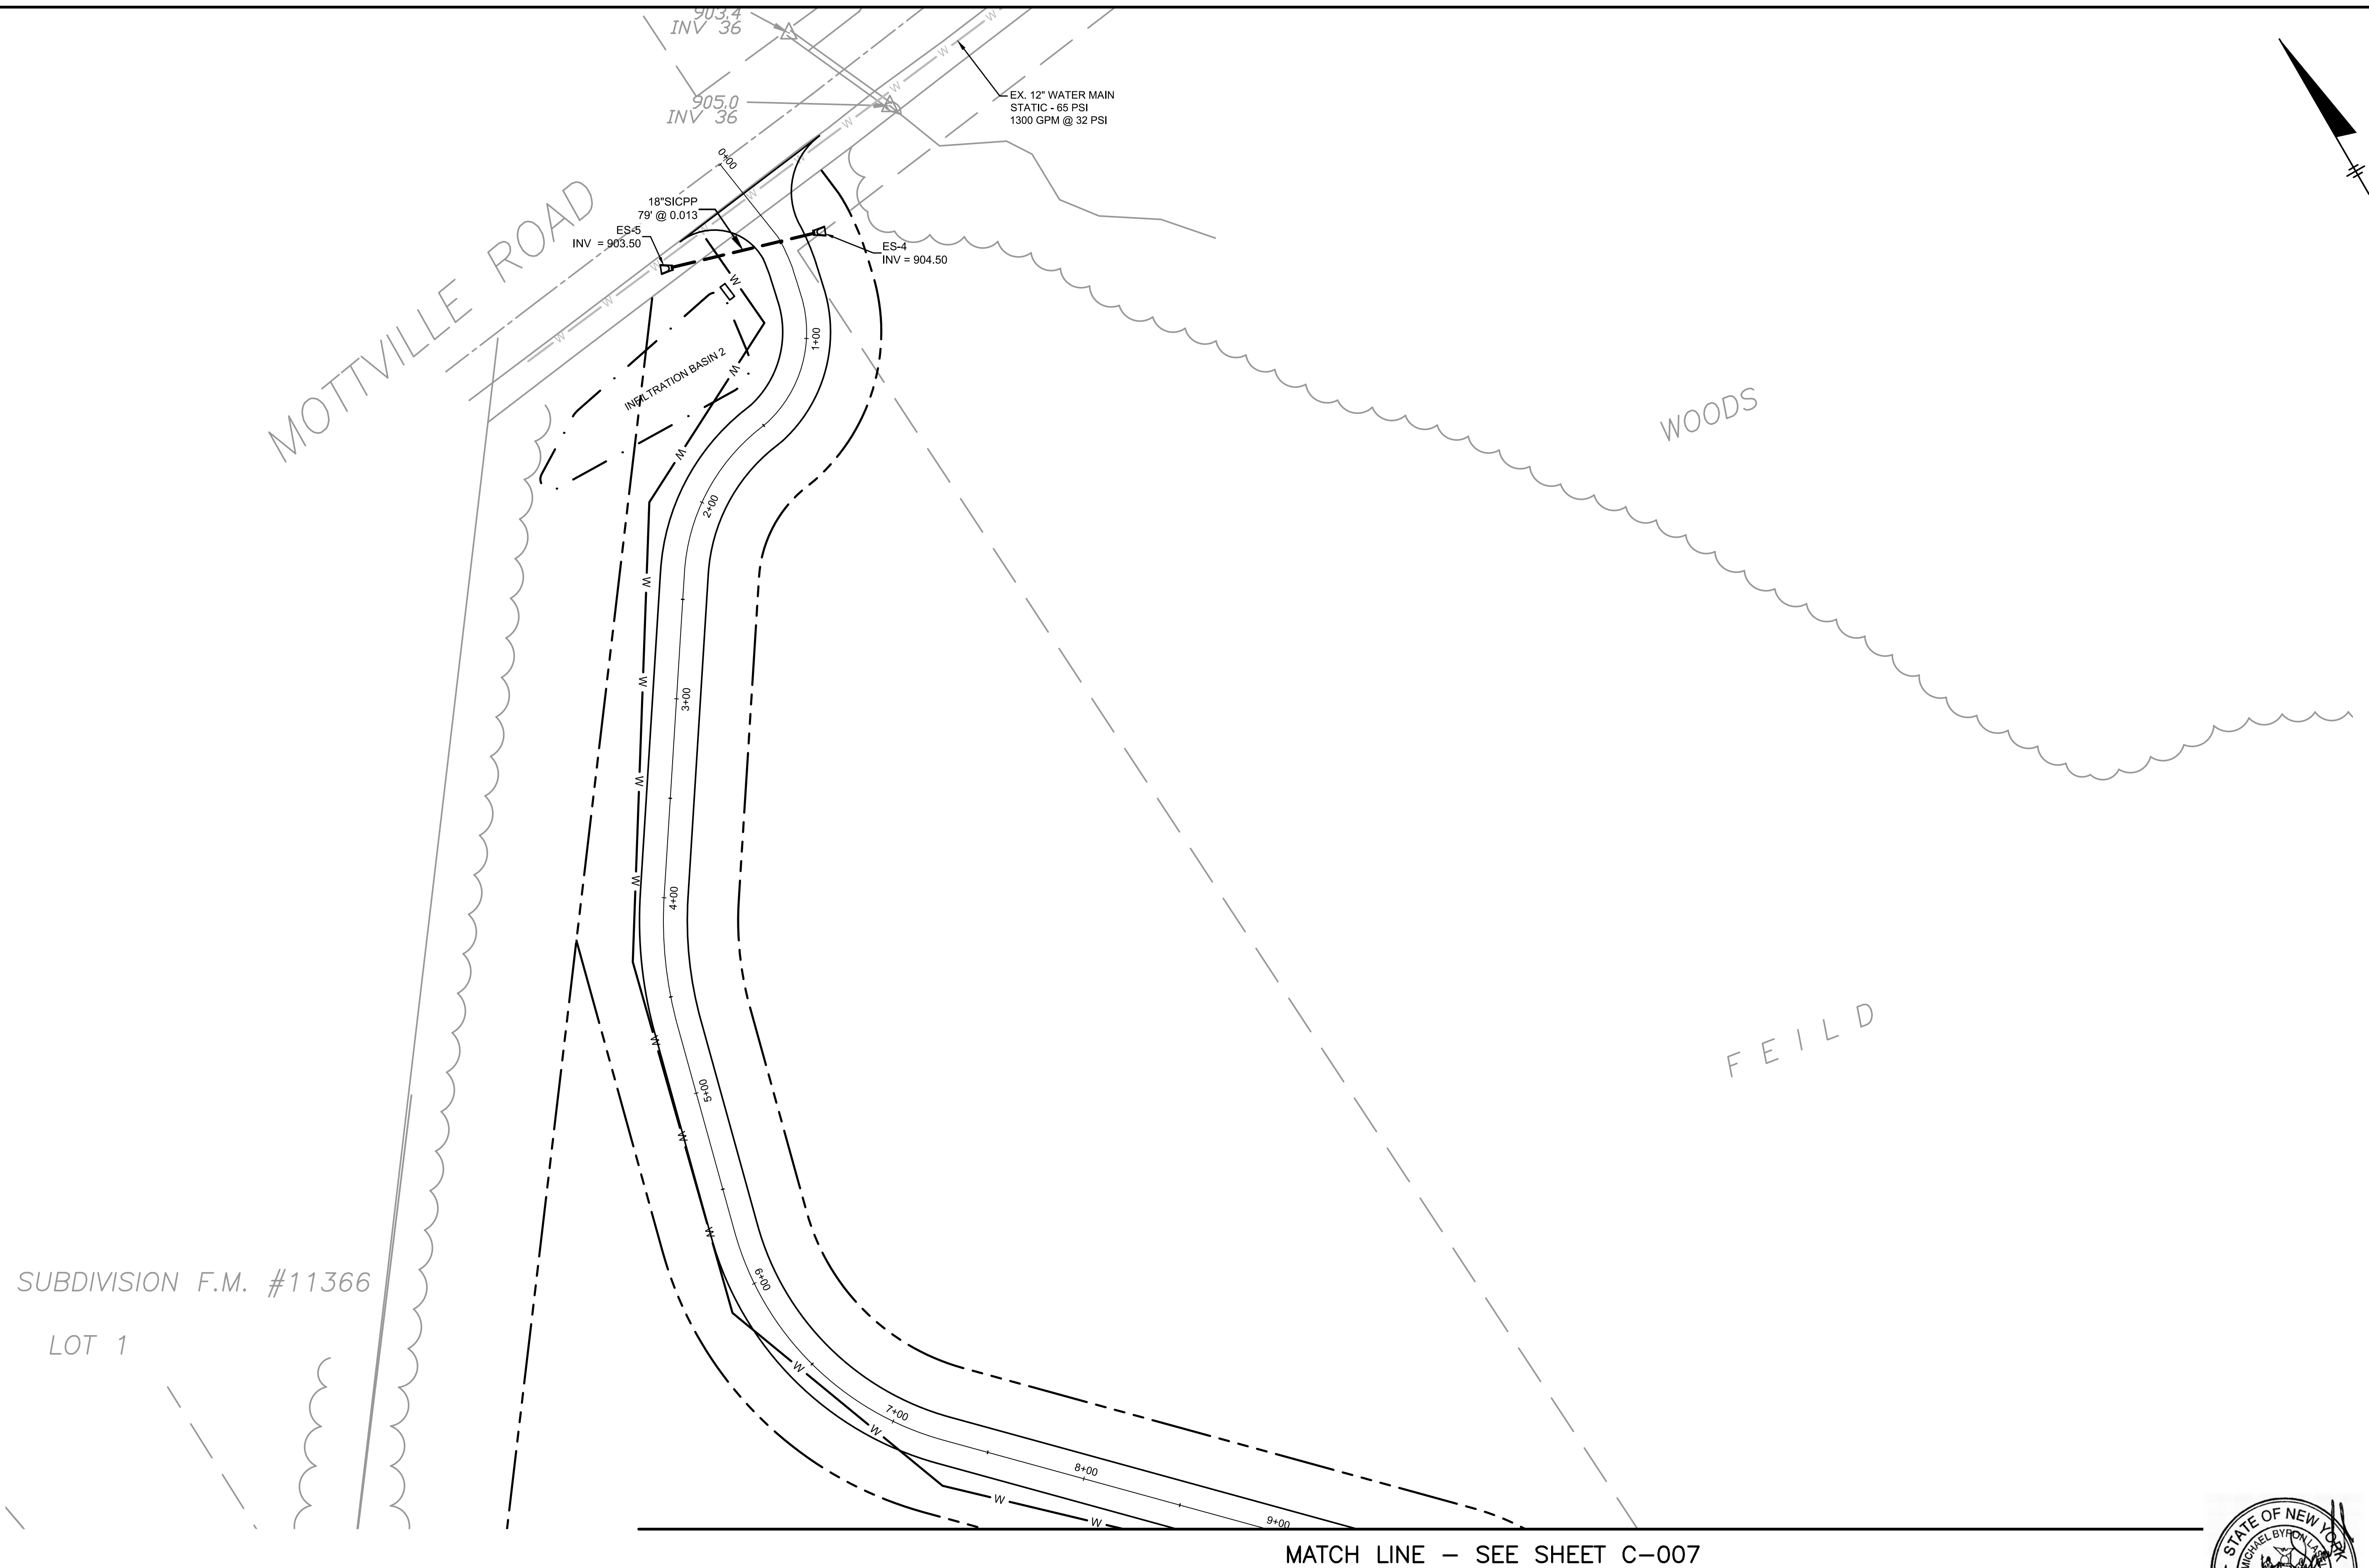 903.4
INV 36
905.0
INV 36
EX. 12" WATER MAIN
STATIC - 65 PSI
1300 GPM @ 32 PSI
W
W
W
W
W
W
W
W
W
0+00
18"SICPP
79' @ 0.013
ES-5
INV = 903.50
ES-4
INV = 904.50
MOTTVILLE ROAD
W
1+00
INFILTRATION BASIN 2
W
WOODS
W
2+00
W
W
3+00
W
W
4+00
FEILD
W
5+00
W
W
SUBDIVISION F.M. #11366
LOT 1
6+00
W
7+00
W
8+00
W
W
9+00
STATE OF NEW YORK
MICHAEL BYRON
MATCH LINE - SEE SHEET C-007